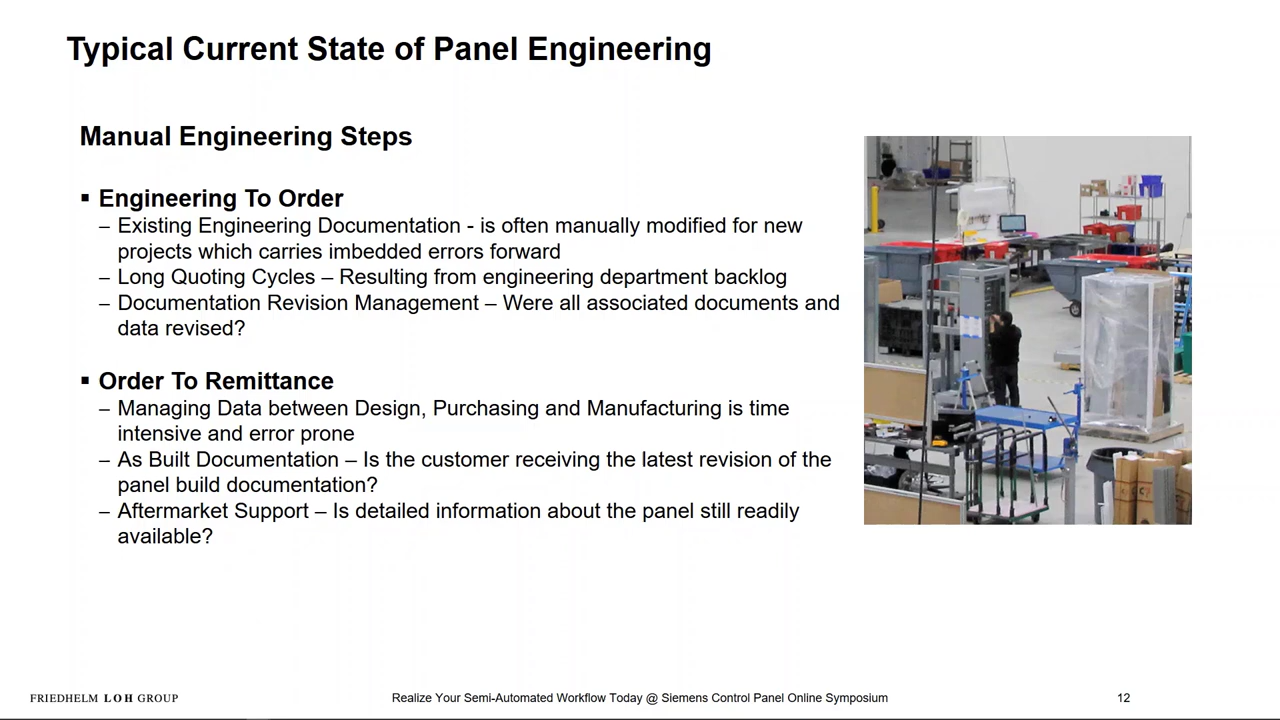 Typical Current State of Panel Engineering
Manual Engineering Steps
▪ Engineering To Order
– Existing Engineering Documentation - is often manually modified for new
projects which carries imbedded errors forward
– Long Quoting Cycles – Resulting from engineering department backlog
– Documentation Revision Management – Were all associated documents and
data revised?
▪ Order To Remittance
– Managing Data between Design, Purchasing and Manufacturing is time
intensive and error prone
– As Built Documentation – Is the customer receiving the latest revision of the
panel build documentation?
– Aftermarket Support – Is detailed information about the panel still readily
available?
FRIEDHELM LOH GROUP
Realize Your Semi-Automated Workflow Today @ Siemens Control Panel Online Symposium
12